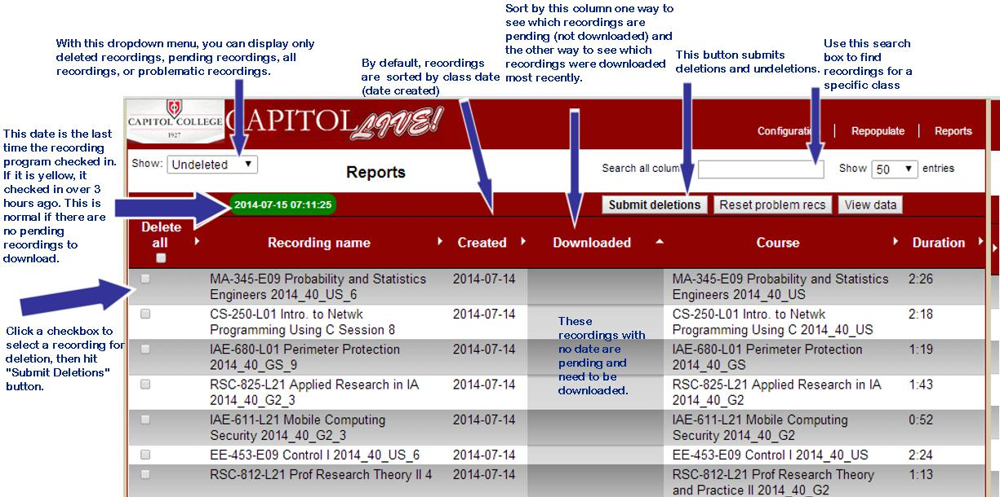 Sort by this column one way to
see which recordings are
pending (not downloaded) and
the other way to see which
recordings were downloaded
most recently.
With this dropdown menu, you can display only
deleted recordings, pending recordings, all
recordings, or problematic recordings.
By default, recordings
are sorted by class date
(date created)
This button submits
deletions and undeletions.
Use this search
box to find
recordings for a
specific class
This date is the last
time the recording
program checked in.
If it is yellow, it
checked in over 3
hours ago. This is
normal if there are
no pending
recordings to
download.
CAPITOL COLLEGE
1927
CAPITOL LIVE!
Configuratio
Repopulate
Reports
Show: Undeleted
Reports
Search all colum
Show 50 entries
2014-07-15 07:11:25
Submit deletions
Reset problem recs
View data
Delete
all
Recording name
Created
Downloaded
Course
Duration
MA-345-E09 Probability and Statistics
Engineers 2014_40_US_6
2014-07-14
MA-345-E09 Probability and Statistics
Engineers 2014_40_US
2:26
CS-250-L01 Intro. to Netwk
Programming Using C Session 8
2014-07-14
CS-250-L01 Intro. to Netwk
Programming Using C 2014_40_US
2:18
IAE-680-L01 Perimeter Protection
2014_40_GS_9
2014-07-14
IAE-680-L01 Perimeter Protection
2014_40_GS
1:19
RSC-825-L21 Applied Research in IA
2014_40_G2_3
2014-07-14
RSC-825-L21 Applied Research in IA
2014_40_G2
1:43
IAE-611-L21 Mobile Computing
Security 2014_40_G2_3
2014-07-14
IAE-611-L21 Mobile Computing
Security 2014_40_G2
0:52
EE-453-E09 Control I 2014_40_US_6
2014-07-14
EE-453-E09 Control I 2014_40_US
2:24
RSC-812-L21 Prof Research Theory II 4
2014-07-14
RSC-812-L21 Prof Research Theory
and Practice II 2014_40_G2
1:13
These
recordings with
no date are
pending and
need to be
downloaded.
Click a checkbox to
select a recording for
deletion, then hit
"Submit Deletions"
button.